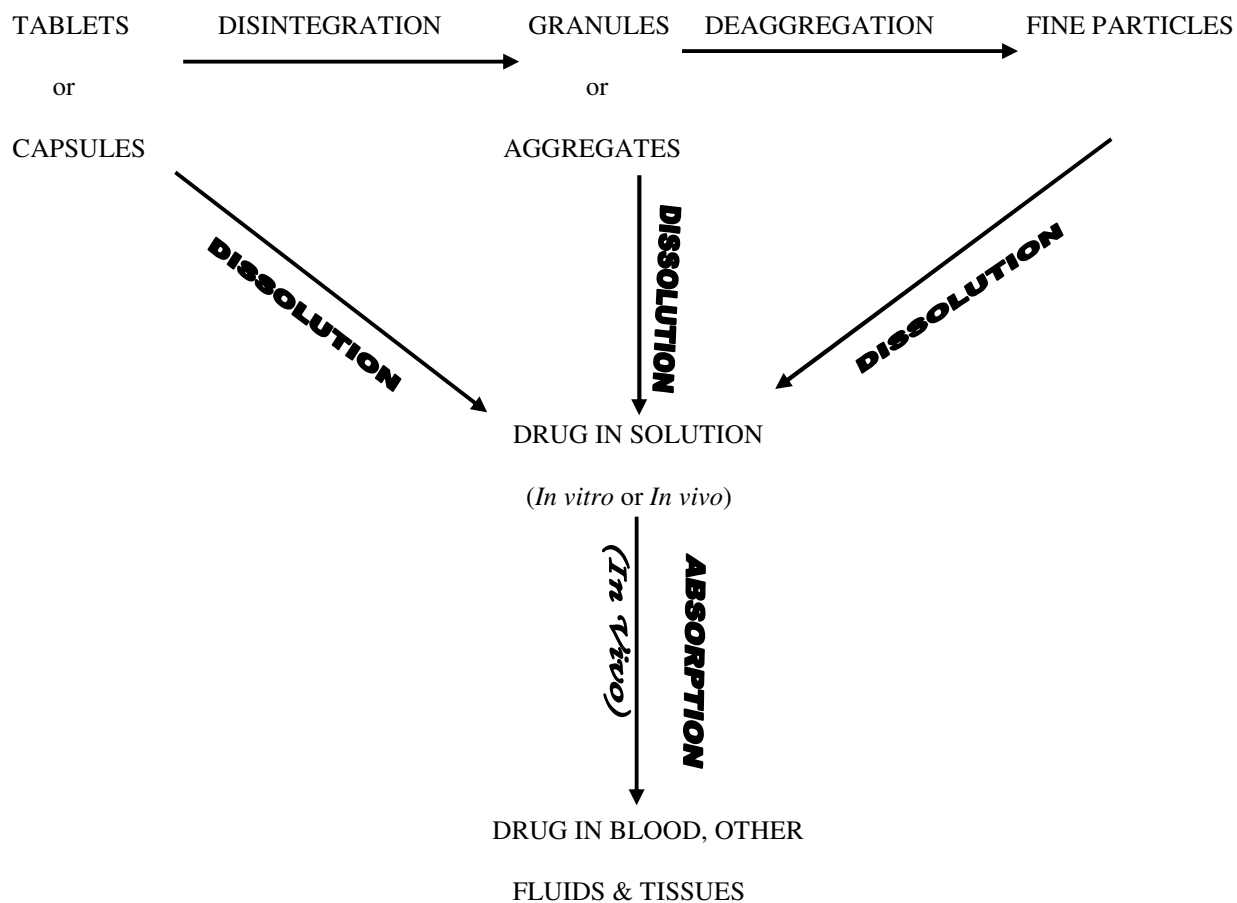 TABLETS DISINTEGRATION GRANULES DEAGGREGATION FINE PARTICLES
or or
CAPSULES AGGREGATES
DISSOLUTION
DISSOLUTION
DISSOLUTION
DRUG IN SOLUTION
(In vitro or In vivo)
(In Vivo)
ABSORPTION
DRUG IN BLOOD, OTHER
FLUIDS & TISSUES